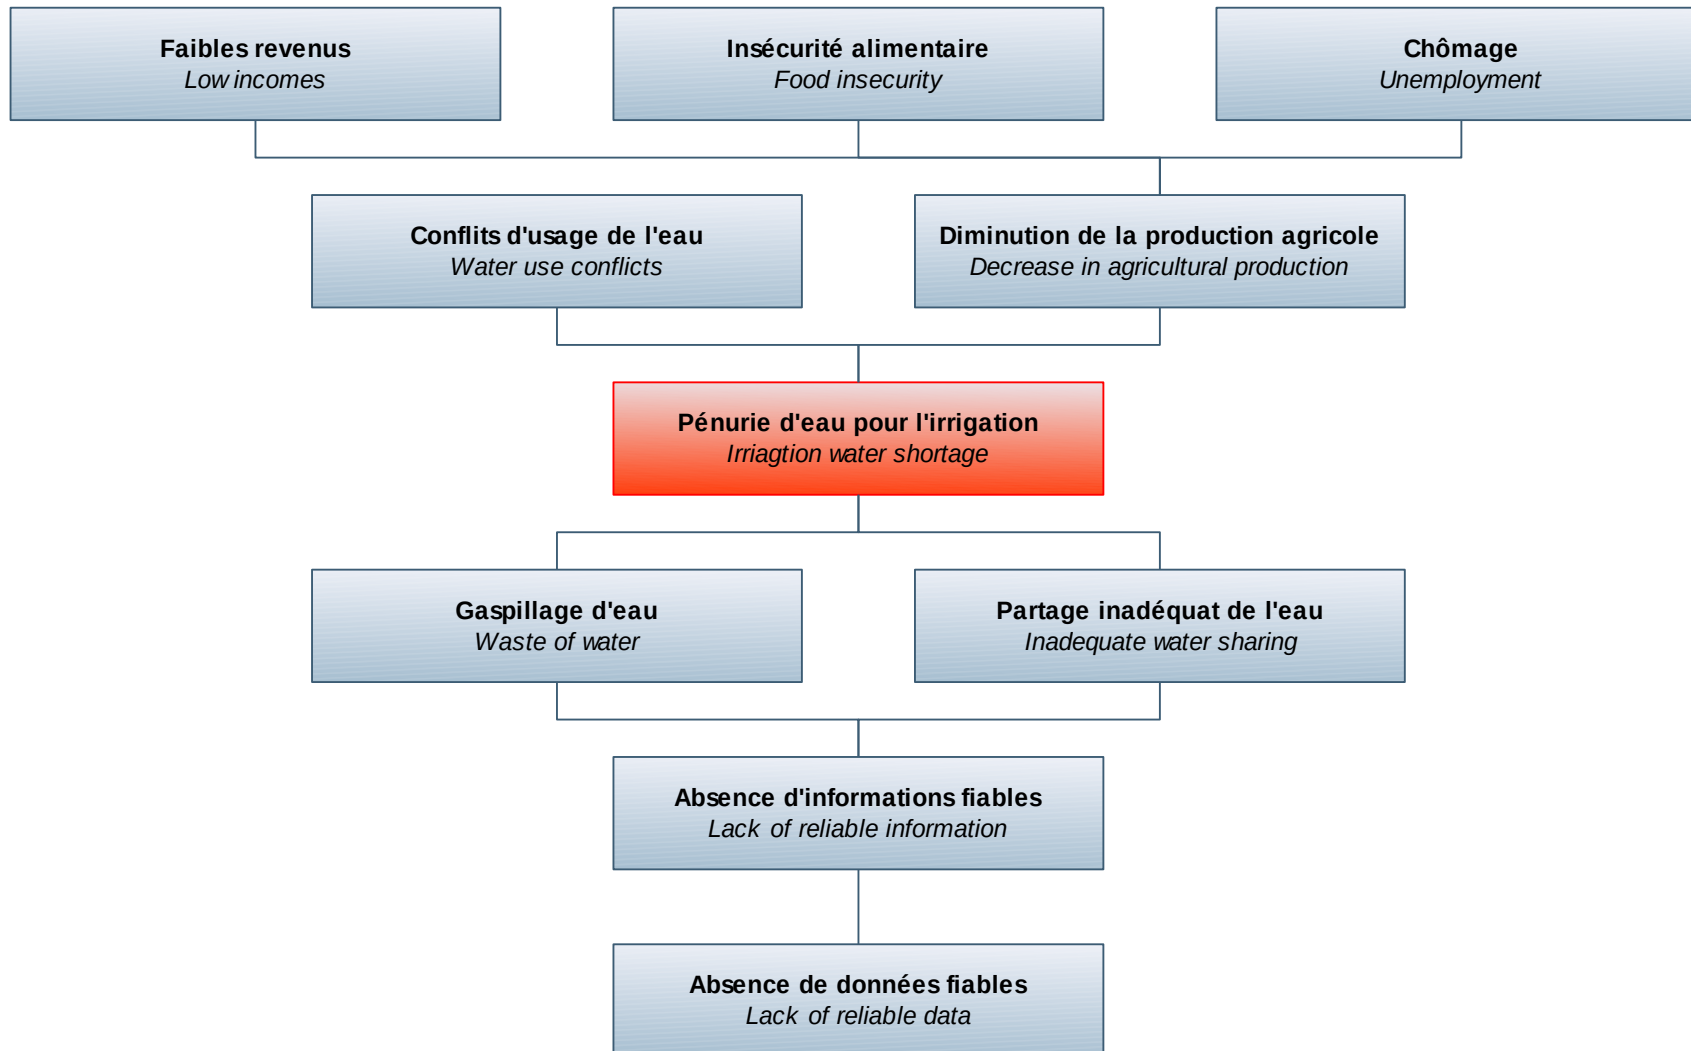 Faibles revenus
Low incomes
Insécurité alimentaire
Food insecurity
Chômage
Unemployment
Conflits d'usage de l'eau
Water use conflicts
Diminution de la production agricole
Decrease in agricultural production
Pénurie d'eau pour l'irrigation
Irriagtion water shortage
Gaspillage d'eau
Waste of water
Partage inadéquat de l'eau
Inadequate water sharing
Absence d'informations fiables
Lack of reliable information
Absence de données fiables
Lack of reliable data